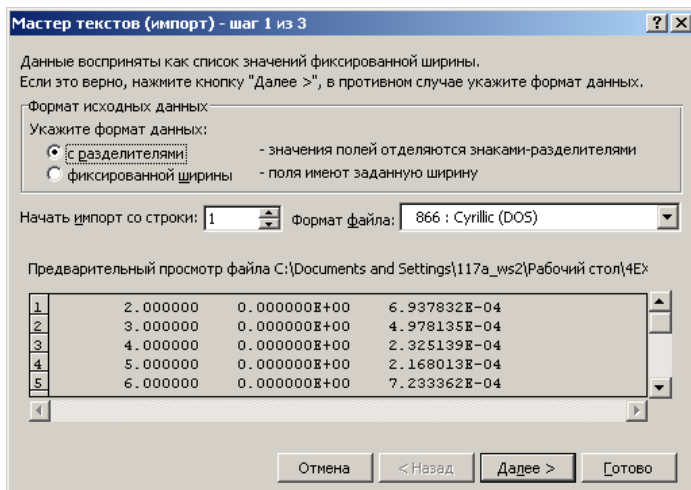 Мастер текстов (импорт) - шаг 1 из 3
Данные восприняты как список значений фиксированной ширины.
Если это верно, нажмите кнопку "Далее >", в противном случае укажите формат данных.
Формат исходных данных
Укажите формат данных:
с разделителями - значения полей отделяются знаками-разделителями
фиксированной ширины - поля имеют заданную ширину
Начать импорт со строки: 1 Формат файла: 866 : Cyrillic (DOS)
Предварительный просмотр файла C:\Documents and Settings\117a_ws2\Рабочий стол\4EX
1 2.000000 0.000000E+00 6.937832E-04
2 3.000000 0.000000E+00 4.978135E-04
3 4.000000 0.000000E+00 2.325139E-04
4 5.000000 0.000000E+00 2.168013E-04
5 6.000000 0.000000E+00 7.233362E-04
Отмена < Назад Далее > Готово